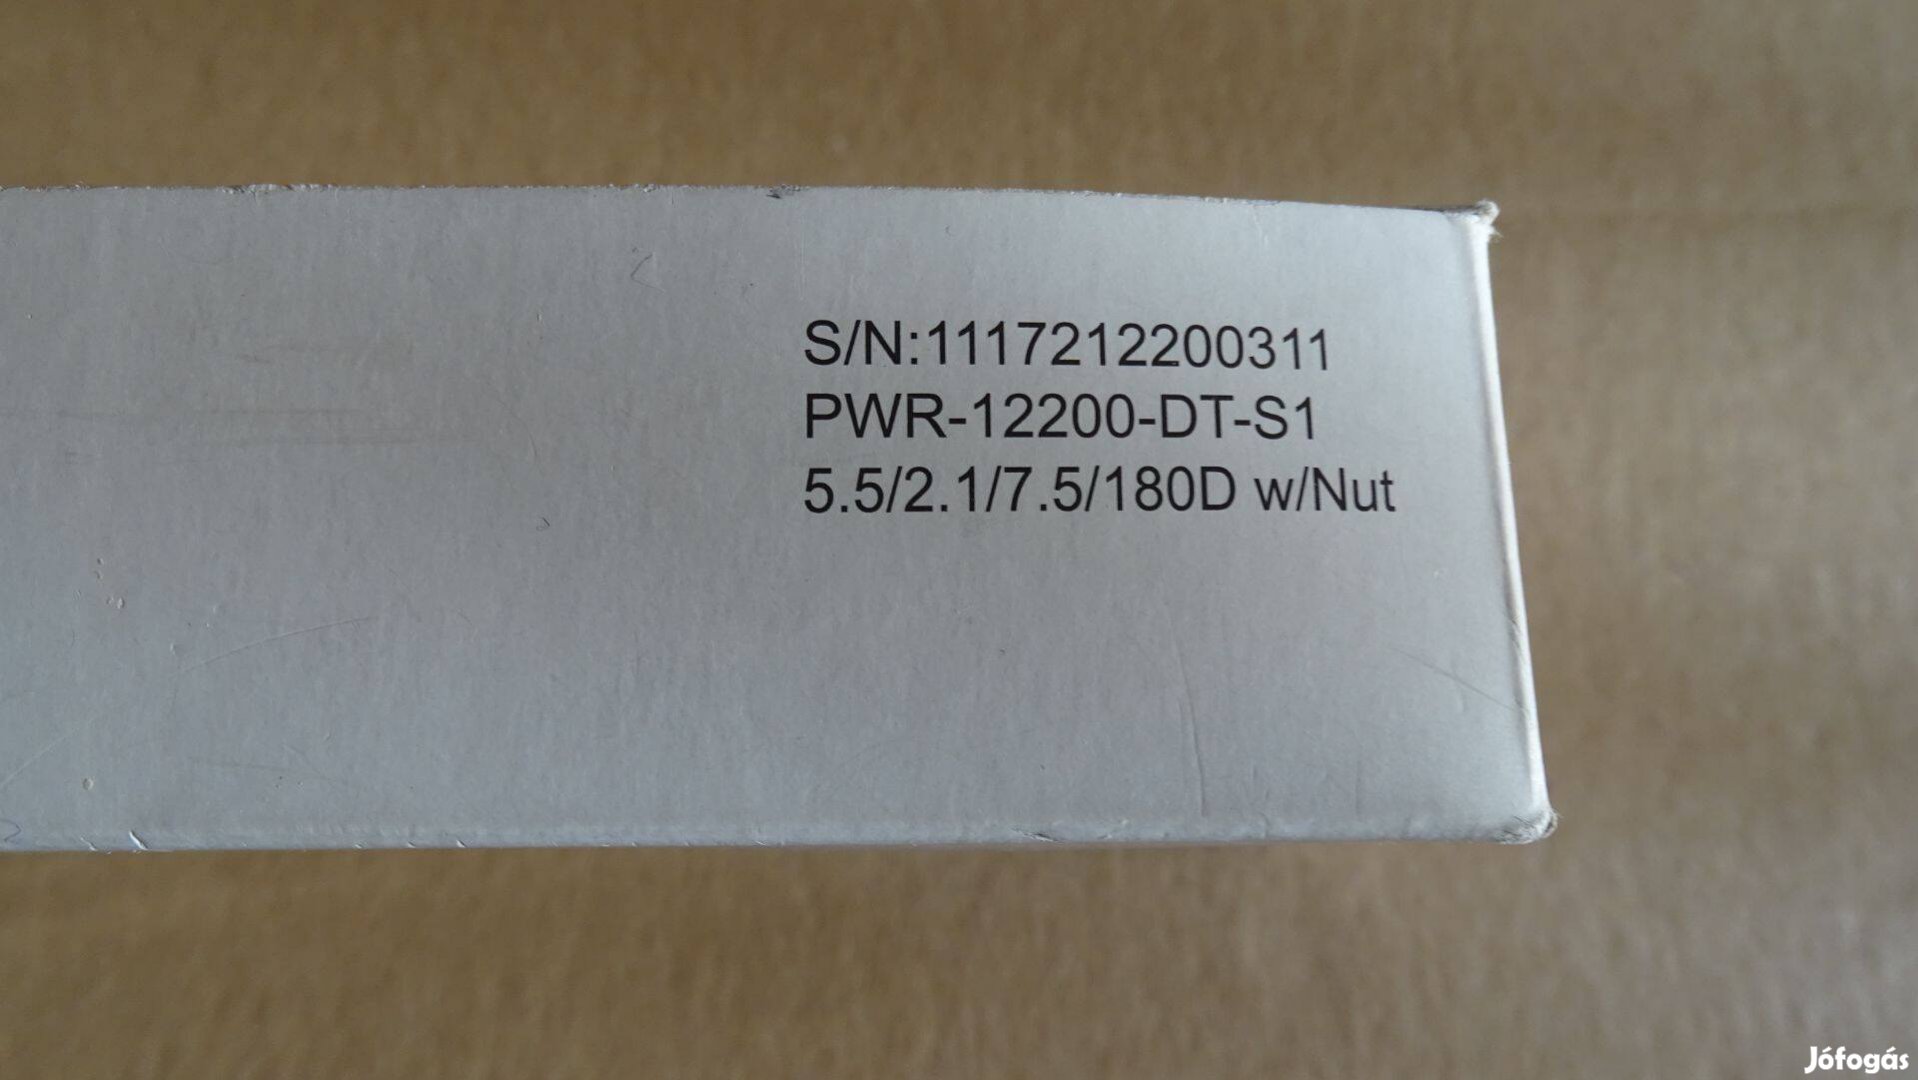 S/N:1117212200311
PWR-12200-DT-S1
5.5/2.1/7.5/180D w/Nut
Jófogás